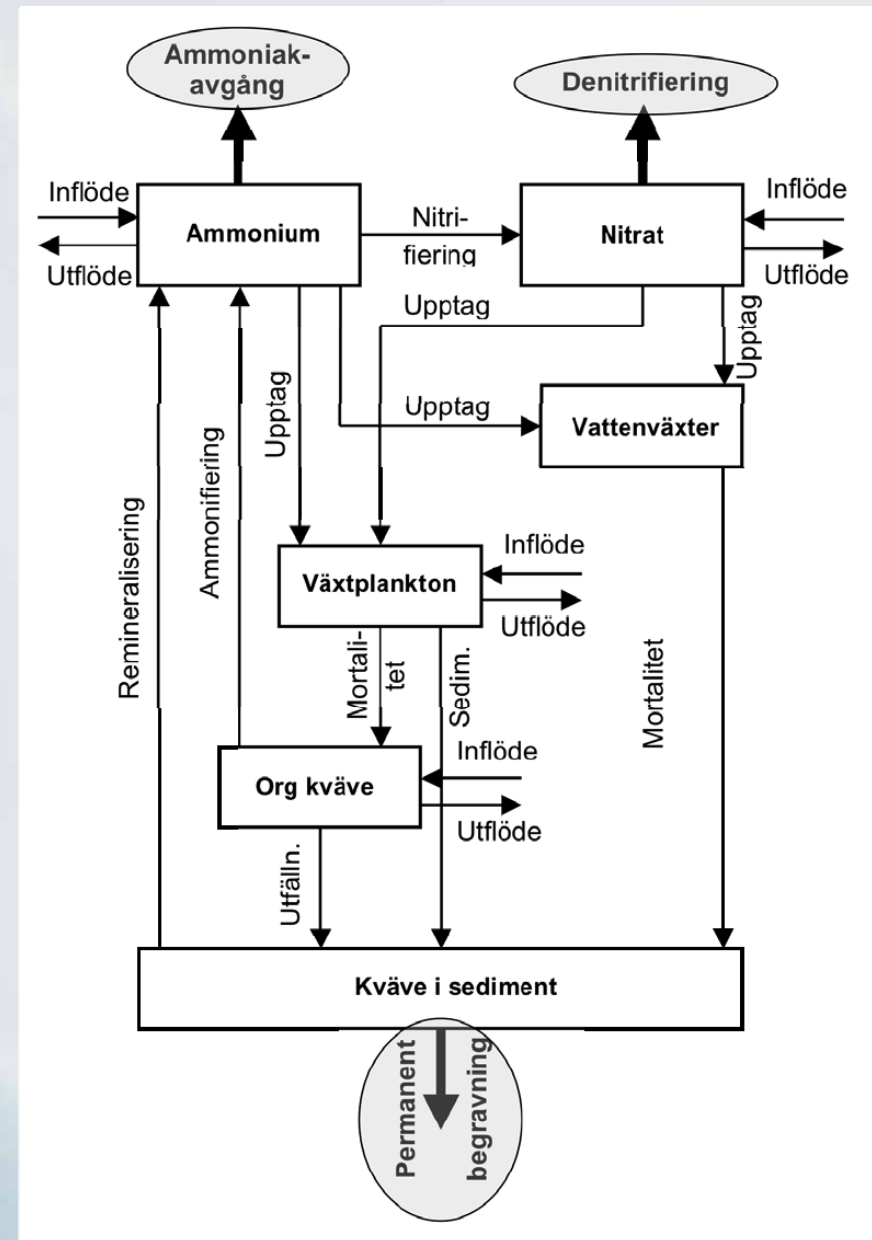 Ammoniak-
avgång
Denitrifiering
Inflöde
Ammonium
Utflöde
Nitri-
fiering
Nitrat
Inflöde
Utflöde
Upptag
Upptag
Upptag
Upptag
Vattenväxter
Remineralisering
Ammonifiering
Växtplankton
Inflöde
Utflöde
Mortali-
tet
Sedim.
Mortalitet
Org kväve
Inflöde
Utflöde
Utfälln.
Kväve i sediment
Permanent
begravning